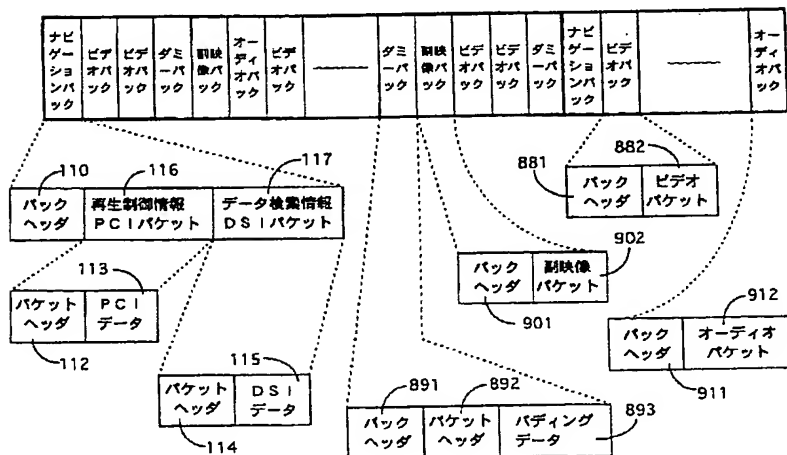 ナビゲーションパック
ビデオパック
ビデオパック
ダミーパック
副映像パック
オーディオパック
ビデオパック
ダミーパック
副映像パック
ビデオパック
ビデオパック
ダミーパック
ナビゲーションパック
ビデオパック
オーディオパック
110
116
117
パック
ヘッダ
再生制御情報
PCIパケット
データ検索情報
DSIパケット
881
882
パック
ヘッダ
ビデオ
パケット
113
パケット
ヘッダ
PCI
データ
112
902
パック
ヘッダ
副映像
パケット
901
912
パック
ヘッダ
オーディオ
パケット
911
115
パケット
ヘッダ
DSI
データ
114
891
892
893
パック
ヘッダ
パケット
ヘッダ
パディング
データ